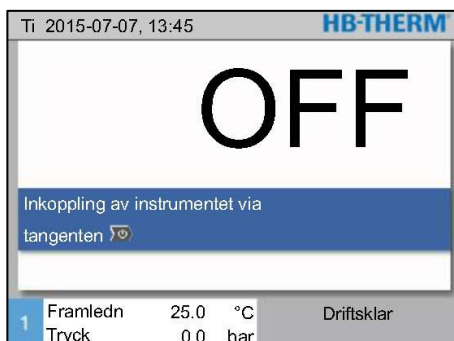 Ti 2015-07-07, 13:45 HB-THERM
OFF
Inkoppling av instrumentet via
tangenten
Framledn 25.0 °C Driftsklar
1
Tryck 0.0 bar